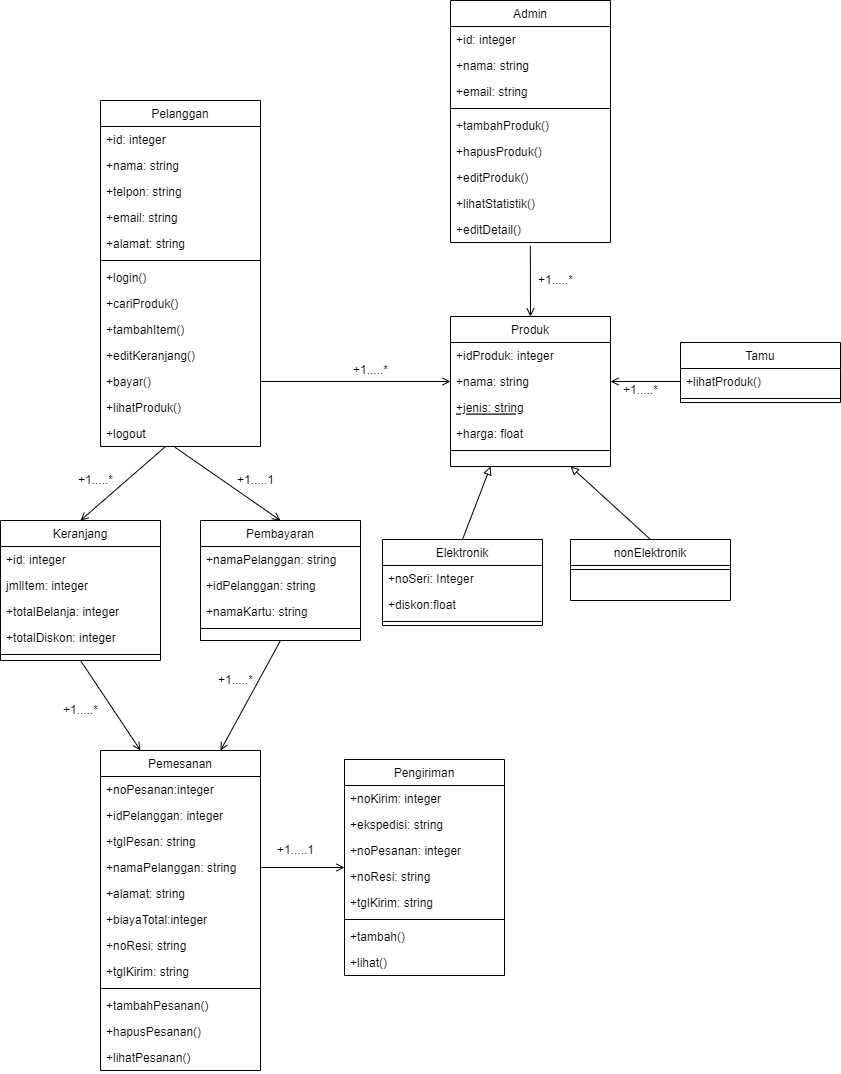 Admin
+id: integer
+nama: string
+email: string
+tambahProduk()
+hapusProduk()
+editProduk()
+lihatStatistik()
+editDetail()
Pelanggan
+id: integer
+nama: string
+telpon: string
+email: string
+alamat: string
+login()
+cariProduk()
+tambahItem()
+editKeranjang()
+bayar()
+lihatProduk()
+logout
+1.....*
+1.....*
Produk
+idProduk: integer
+nama: string
+jenis: string
+harga: float
Tamu
+lihatProduk()
+1.....*
+1.....*
+1.....1
Keranjang
+id: integer
jmlItem: integer
+totalBelanja: integer
+totalDiskon: integer
Pembayaran
+namaPelanggan: string
+idPelanggan: string
+namaKartu: string
Elektronik
+noSeri: Integer
+diskon:float
nonElektronik
+1.....*
+1.....*
Pemesanan
+noPesanan:integer
+idPelanggan: integer
+tglPesan: string
+namaPelanggan: string
+alamat: string
+biayaTotal:integer
+noResi: string
+tglKirim: string
+tambahPesanan()
+hapusPesanan()
+lihatPesanan()
+1.....1
Pengiriman
+noKirim: integer
+ekspedisi: string
+noPesanan: integer
+noResi: string
+tglKirim: string
+tambah()
+lihat()